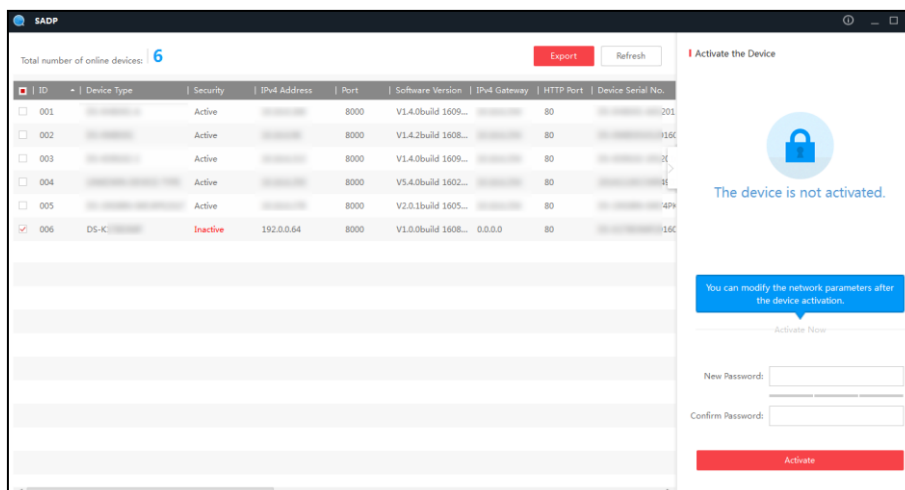 SADP
Total number of online devices: 6
Export
Refresh
ID Device Type Security IPv4 Address Port Software Version IPv4 Gateway HTTP Port Device Serial No.
001 Active 8000 V1.4.0build 1609... 80 201
002 Active 8000 V1.4.2build 1608... 80 160
003 Active 8000 V1.4.0build 1609... 80
004 Active 8000 V5.4.0build 1602... 80
005 Active 8000 V2.0.1build 1605... 80
006 DS-K Inactive 192.0.0.64 8000 V1.0.0build 1608... 0.0.0.0 80 160
Activate the Device
The device is not activated.
You can modify the network parameters after
the device activation.
Activate Now
New Password:
Confirm Password:
Activate